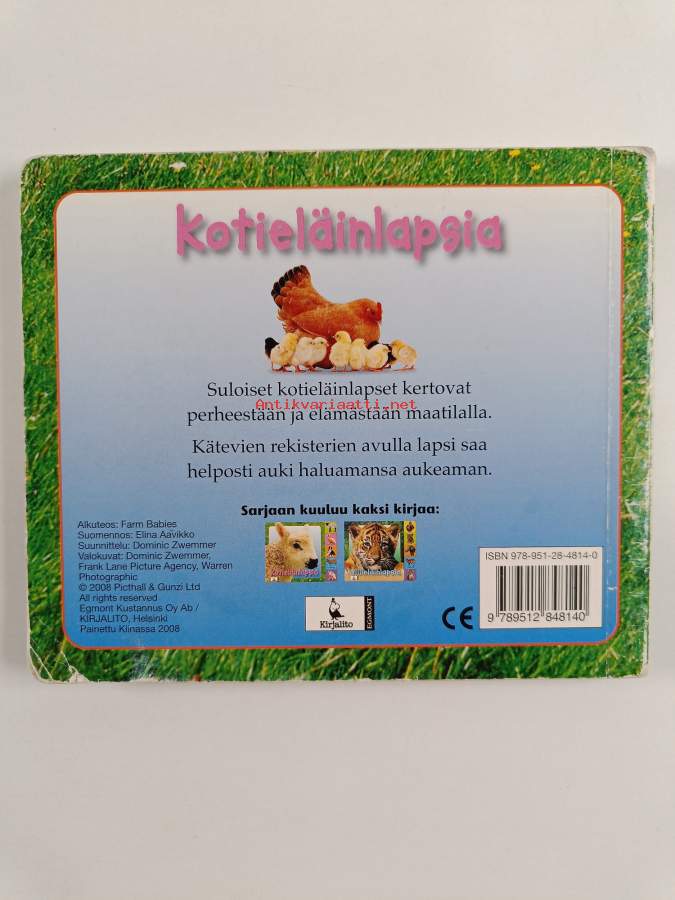 Kotieläinlapsia
Suloiset kotieläinlapset kertovat
Antikvariaatti.net
perheestään ja elämästään maatilalla.
Kätevien rekisterien avulla lapsi saa
helposti auki haluamansa aukeaman.
Sarjaan kuuluu kaksi kirjaa:
Alkuteos: Farm Babies
Suomennos: Elina Aavikko
Suunnittelu: Dominic Zwemmer
Valokuvat: Dominic Zwemmer,
Frank Lane Picture Agency, Warren
Photographic
© 2008 Picthall & Gunzi Ltd
All rights reserved
Egmont Kustannus Oy Ab /
KIRJALITO, Helsinki
Painettu Kiinassa 2008
Kotieläinlapsia
Kirjalito
EGMONT
CE
ISBN 978-951-28-4814-0
9 789512 848140